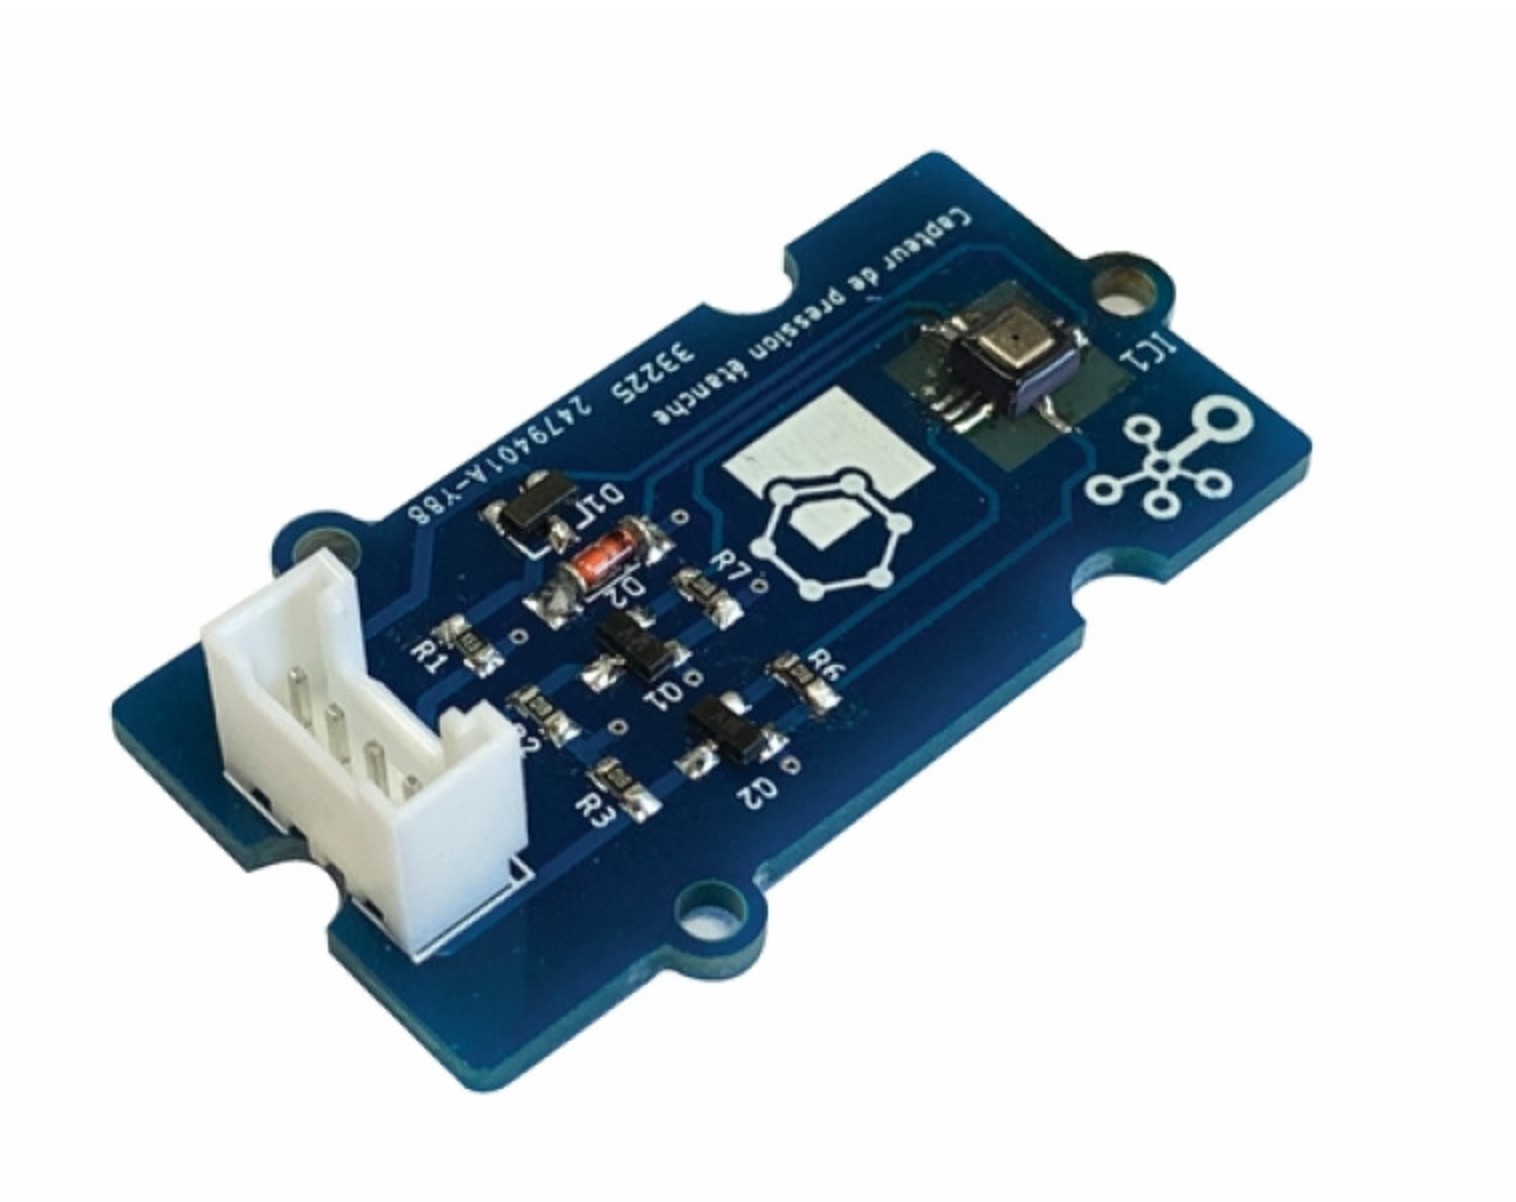 Capteur de pression étanche
33225 2479401A-Y88
IC1
D1
D2
R7
R1
Q1
R6
R3
Q2